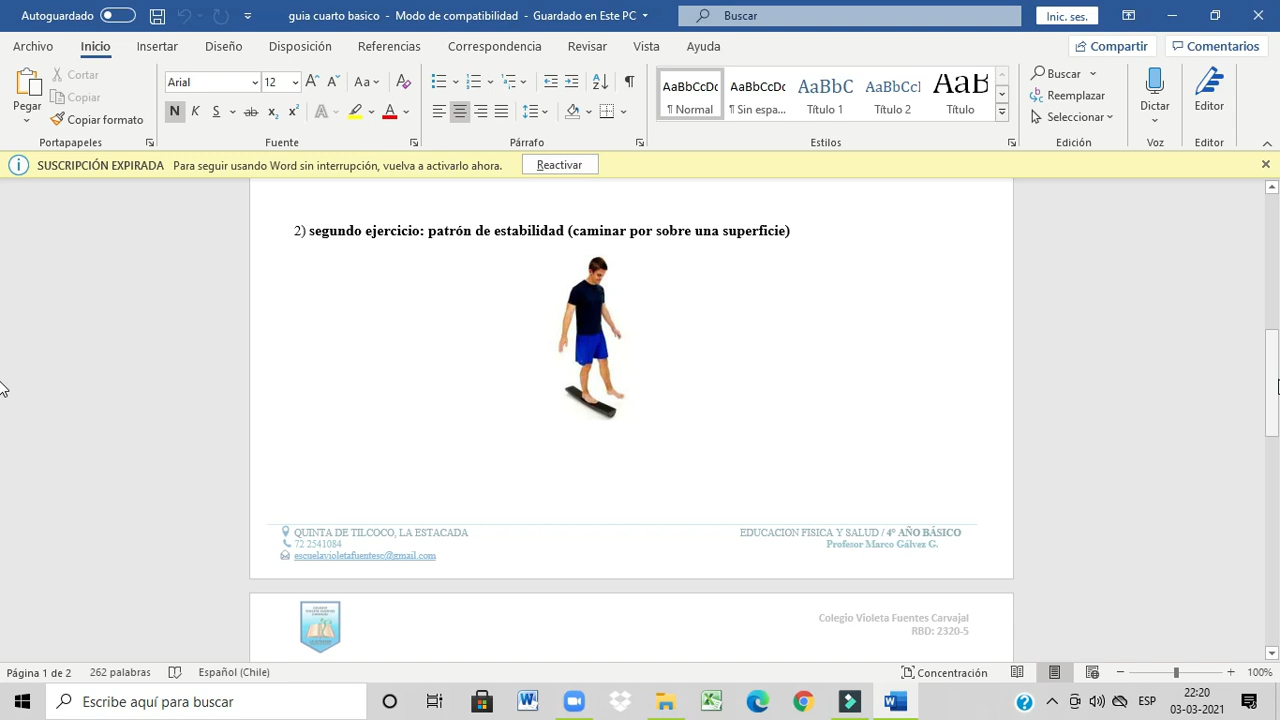 Autoguardado
guia cuarto básico - Modo de compatibilidad - Guardado en Este PC
Buscar
Inic. ses.
Archivo Inicio Insertar Diseño Disposición Referencias Correspondencia Revisar Vista Ayuda
Compartir Comentarios
Pegar
Cortar
Copiar
Copiar formato
Portapapeles
Arial 12
Fuente
Párrafo
AaBbCcDc AaBbCcDc AaBbC AaBbCcI AaB
¶ Normal ¶ Sin espa... Título 1 Título 2 Título
Estilos
Buscar
Reemplazar
Seleccionar
Edición
Dictar
Voz
Editor
Editor
SUSCRIPCIÓN EXPIRADA Para seguir usando Word sin interrupción, vuelva a activarlo ahora. Reactivar
2) segundo ejercicio: patrón de estabilidad (caminar por sobre una superficie)
QUINTA DE TILCOCO, LA ESTACADA
72 2541084
escuelavioletafuentesc@gmail.com
EDUCACION FISICA Y SALUD / 4° AÑO BÁSICO
Profesor Marco Gálvez G.
Colegio Violeta Fuentes Carvajal
RBD: 2320-5
Página 1 de 2 262 palabras Español (Chile) Concentración 100%
Escribe aquí para buscar
ESP
22:20
03-03-2021